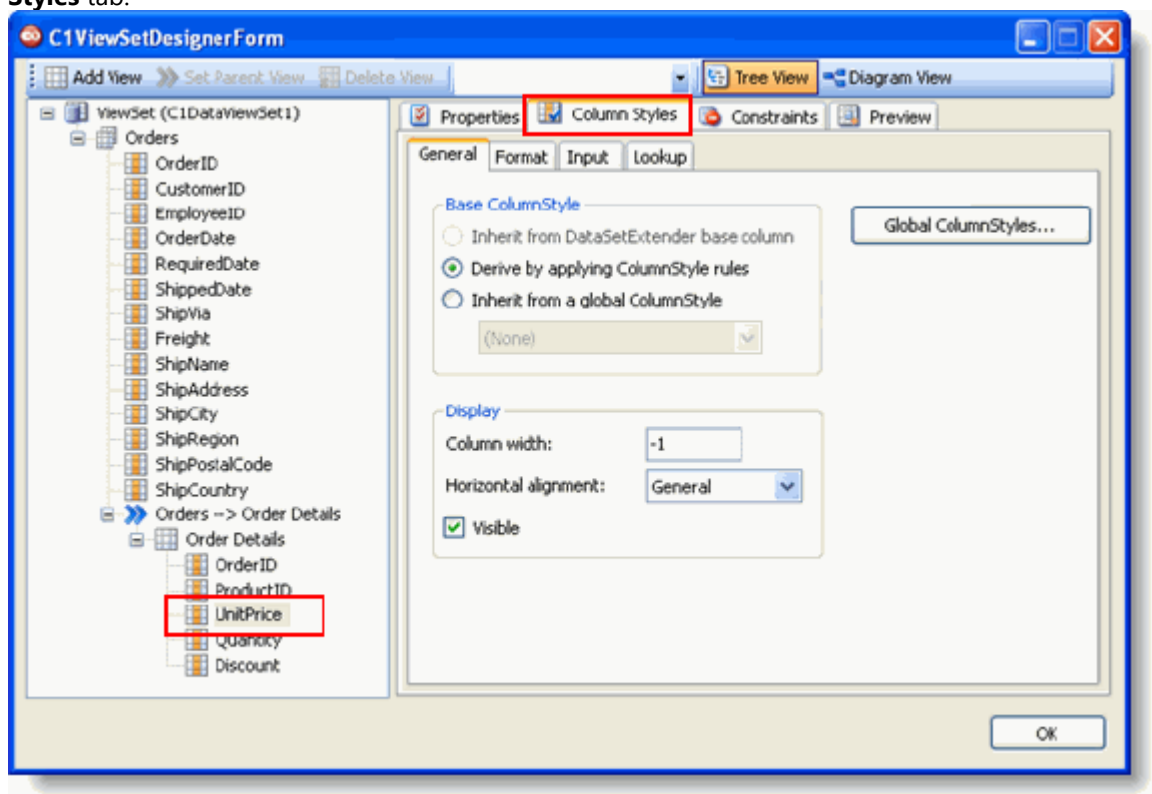 Styles tab.
C1ViewSetDesignerForm
Add View Set Parent View Delete View Tree View Diagram View
ViewSet (C1DataViewSet1)
Orders
OrderID
CustomerID
EmployeeID
OrderDate
RequiredDate
ShippedDate
ShipVia
Freight
ShipName
ShipAddress
ShipCity
ShipRegion
ShipPostalCode
ShipCountry
Orders --> Order Details
Order Details
OrderID
ProductID
UnitPrice
Quantity
Discount
Properties Column Styles Constraints Preview
General Format Input Lookup
Base ColumnStyle
Inherit from DataSetExtender base column
Derive by applying ColumnStyle rules
Inherit from a global ColumnStyle
(None)
Global ColumnStyles...
Display
Column width: -1
Horizontal alignment: General
Visible
OK